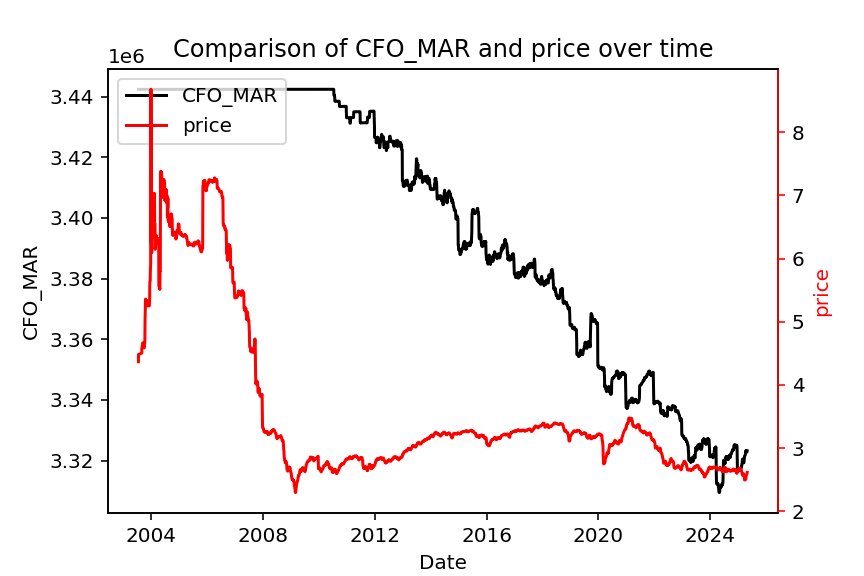 Comparison of CFO_MAR and price over time
1e6
CFO_MAR
price
3.44
3.42
3.40
3.38
3.36
3.34
3.32
CFO_MAR
8
7
6
5
4
3
2
price
2004 2008 2012 2016 2020 2024
Date